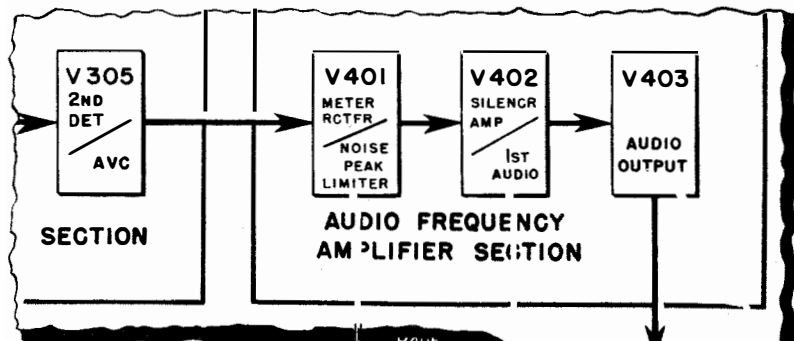 V305
2ND
DET
AVC
V401
METER
RCTFR
NOISE
PEAK
LIMITER
V402
SILENCR
AMP
1ST
AUDIO
V403
AUDIO
OUTPUT
SECTION
AUDIO FREQUENCY
AMPLIFIER SECTION